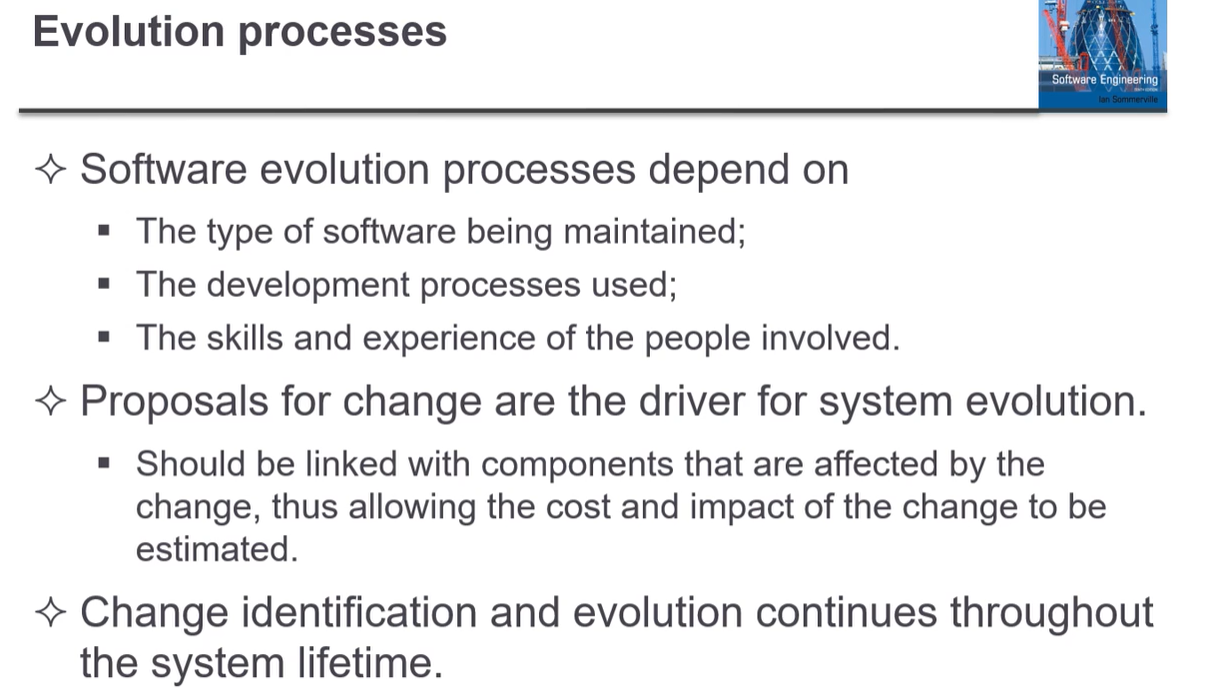 Evolution processes
Software Engineering
Ian Sommerville
✧ Software evolution processes depend on
▪ The type of software being maintained;
▪ The development processes used;
▪ The skills and experience of the people involved.
✧ Proposals for change are the driver for system evolution.
▪ Should be linked with components that are affected by the
change, thus allowing the cost and impact of the change to be
estimated.
✧ Change identification and evolution continues throughout
the system lifetime.